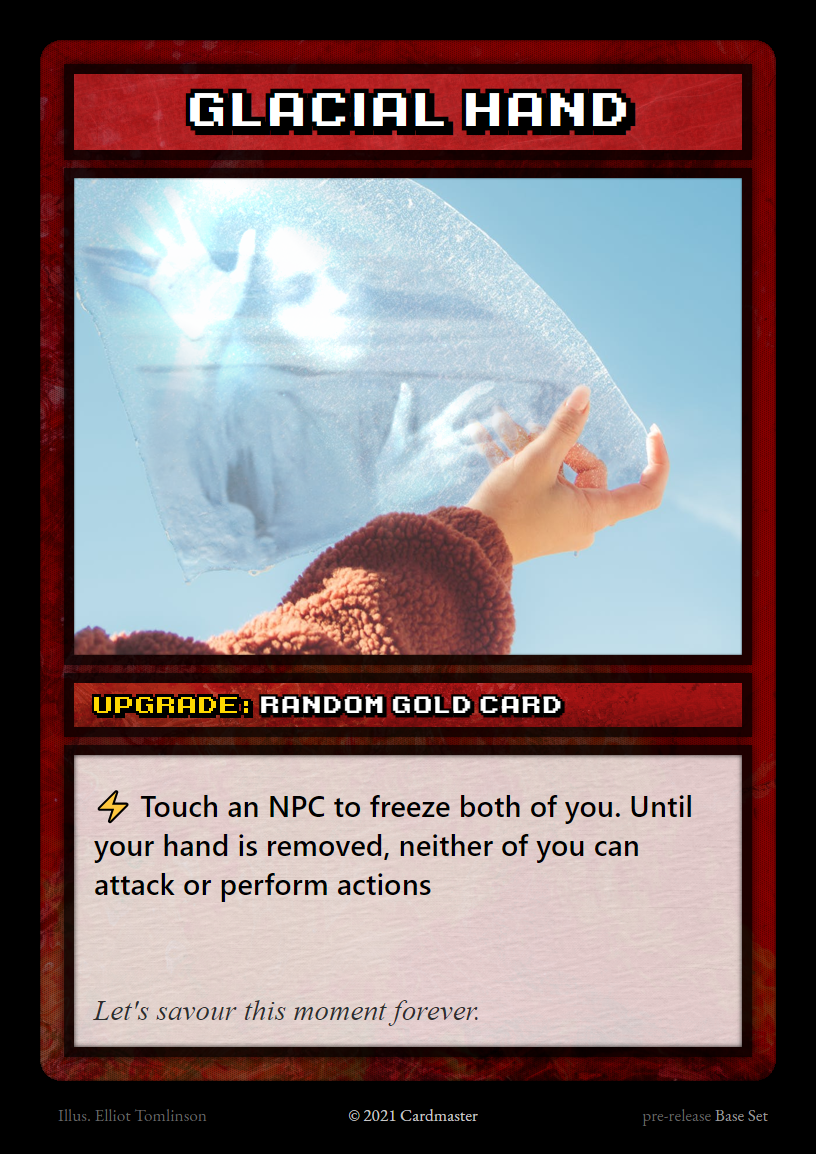 GLACIAL HAND
UPGRADE: RANDOM GOLD CARD
⚡ Touch an NPC to freeze both of you. Until
your hand is removed, neither of you can
attack or perform actions
Let's savour this moment forever.
Illus. Elliot Tomlinson © 2021 Cardmaster pre-release Base Set